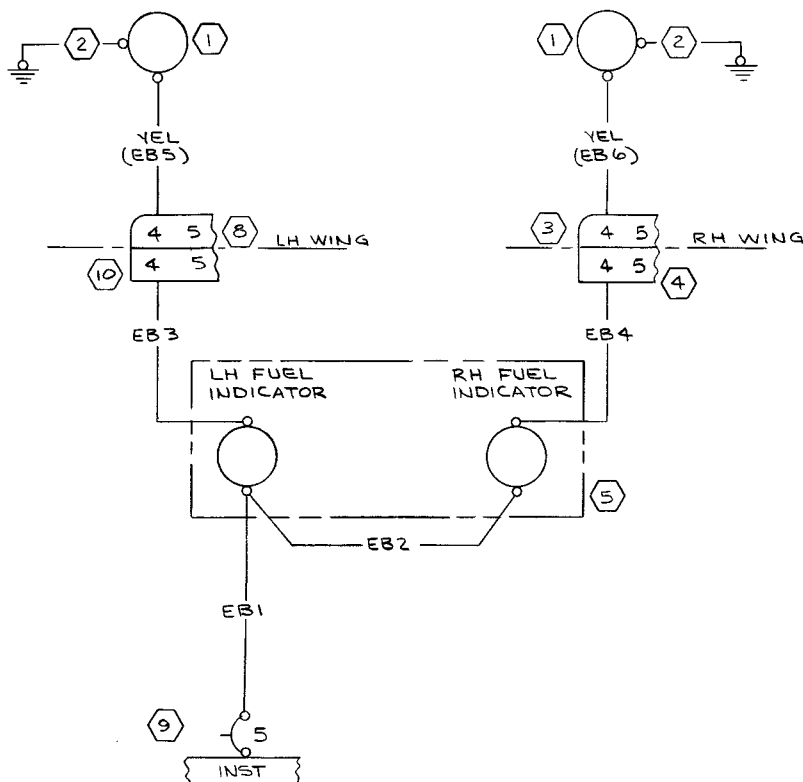 2 1 1 2
YEL
(EB5)
YEL
(EB6)
4 5 8 LH WING 3 4 5 RH WING
10 4 5 4 5 4
EB3 EB4
LH FUEL
INDICATOR
RH FUEL
INDICATOR
5
EB2
EB1
9 5
INST